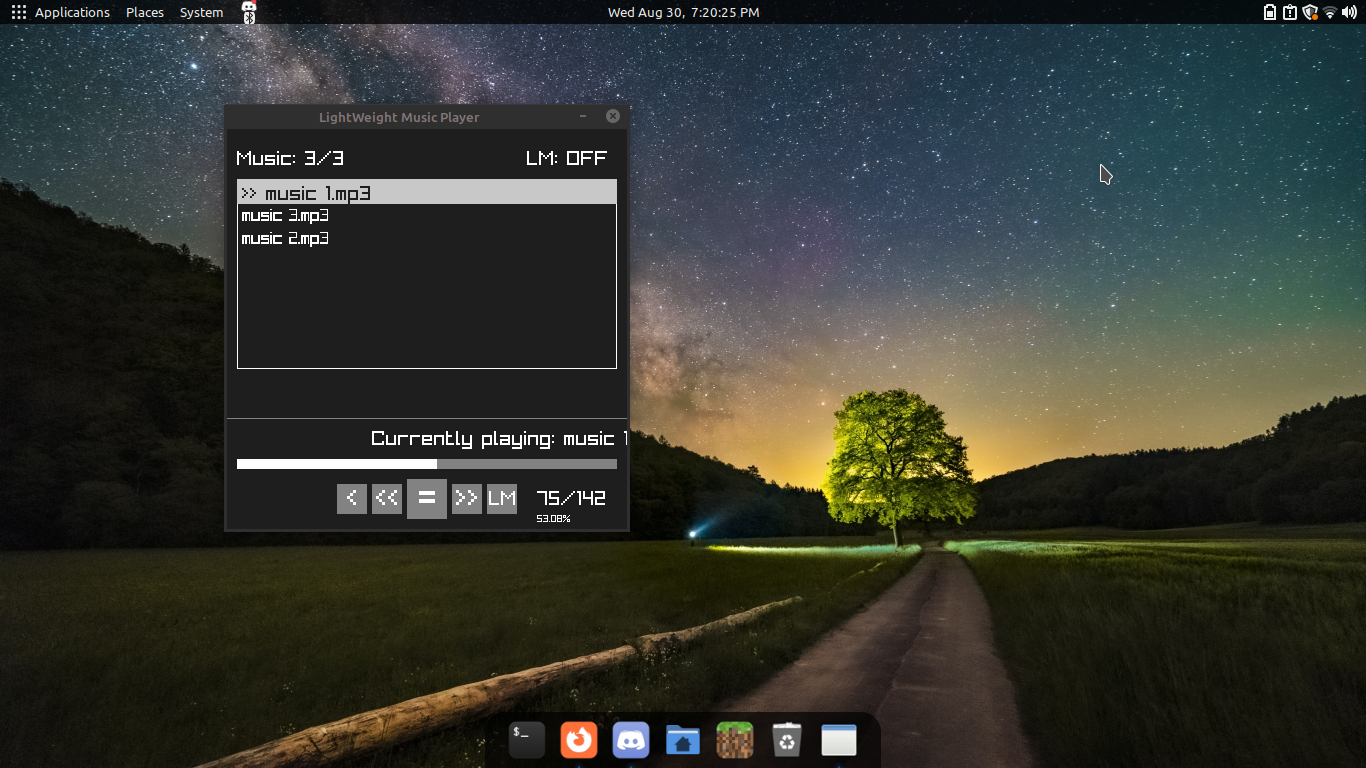 Applications Places System Wed Aug 30, 7:20:25 PM
LightWeight Music Player
Music: 3/3 LM: OFF
>> music 1.mp3
music 3.mp3
music 2.mp3
Currently playing: music 1
< << = >> LM 75/142
53.08%
$_